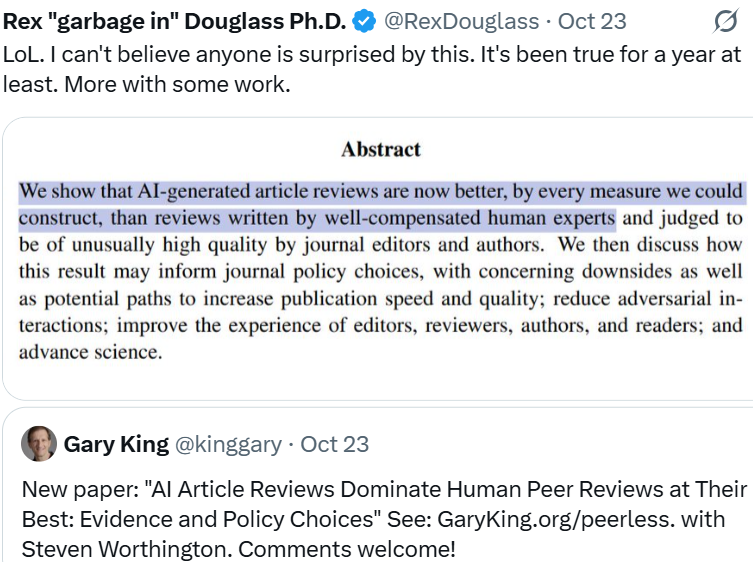 Rex "garbage in" Douglass Ph.D. @RexDouglass · Oct 23
LoL. I can't believe anyone is surprised by this. It's been true for a year at
least. More with some work.
Abstract
We show that AI-generated article reviews are now better, by every measure we could
construct, than reviews written by well-compensated human experts and judged to
be of unusually high quality by journal editors and authors. We then discuss how
this result may inform journal policy choices, with concerning downsides as well
as potential paths to increase publication speed and quality; reduce adversarial in-
teractions; improve the experience of editors, reviewers, authors, and readers; and
advance science.
Gary King @kinggary · Oct 23
New paper: "AI Article Reviews Dominate Human Peer Reviews at Their
Best: Evidence and Policy Choices" See: GaryKing.org/peerless. with
Steven Worthington. Comments welcome!